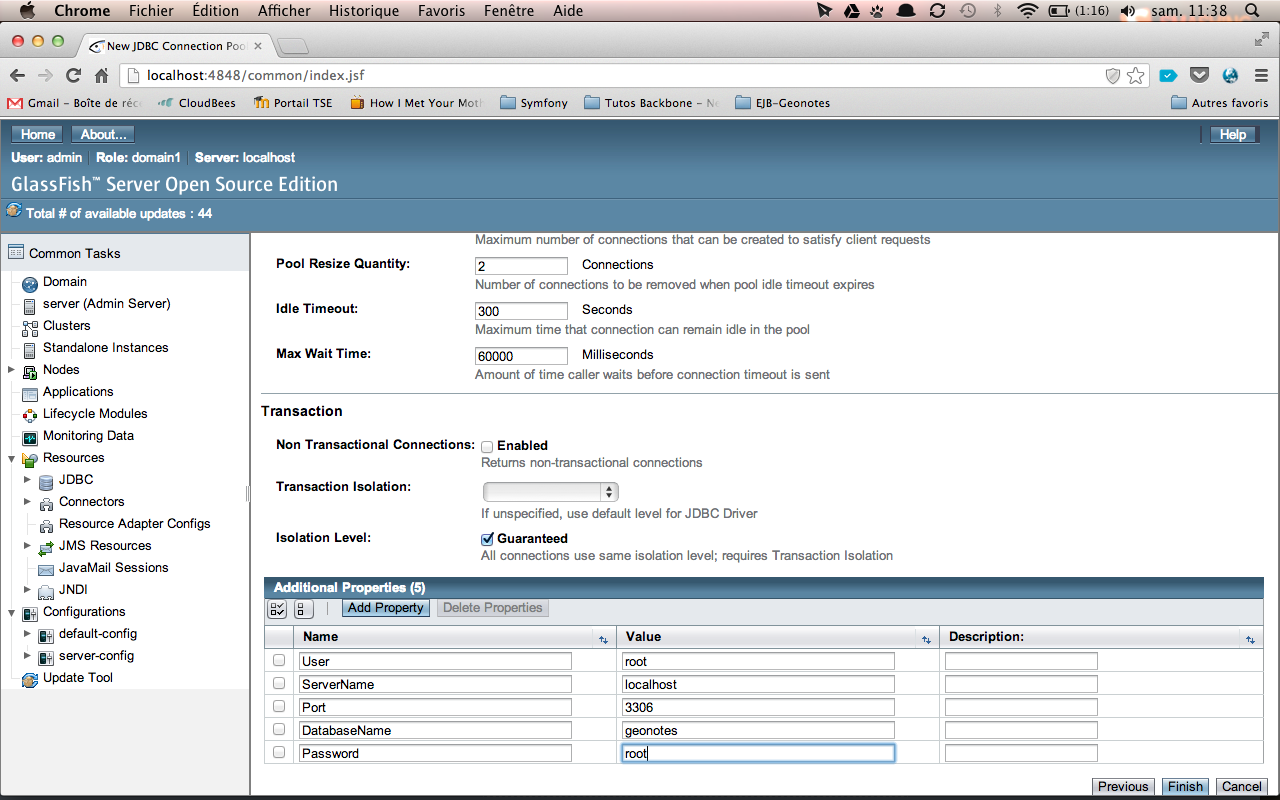 Chrome Fichier Édition Afficher Historique Favoris Fenêtre Aide (1:16) sam. 11:38
New JDBC Connection Poo
localhost:4848/common/index.jsf
Gmail – Boîte de réc CloudBees Portail TSE How I Met Your Moth Symfony Tutos Backbone – Ne EJB-Geonotes Autres favoris
Home About... Help
User: admin Role: domain1 Server: localhost
GlassFish™ Server Open Source Edition
Total # of available updates : 44
Common Tasks
Domain
server (Admin Server)
Clusters
Standalone Instances
Nodes
Applications
Lifecycle Modules
Monitoring Data
Resources
JDBC
Connectors
Resource Adapter Configs
JMS Resources
JavaMail Sessions
JNDI
Configurations
default-config
server-config
Update Tool
Maximum number of connections that can be created to satisfy client requests
Pool Resize Quantity: 2 Connections
Number of connections to be removed when pool idle timeout expires
Idle Timeout: 300 Seconds
Maximum time that connection can remain idle in the pool
Max Wait Time: 60000 Milliseconds
Amount of time caller waits before connection timeout is sent
Transaction
Non Transactional Connections: Enabled
Returns non-transactional connections
Transaction Isolation:
If unspecified, use default level for JDBC Driver
Isolation Level: Guaranteed
All connections use same isolation level; requires Transaction Isolation
Additional Properties (5)
Add Property Delete Properties
Name Value Description:
User root
ServerName localhost
Port 3306
DatabaseName geonotes
Password root
Previous Finish Cancel